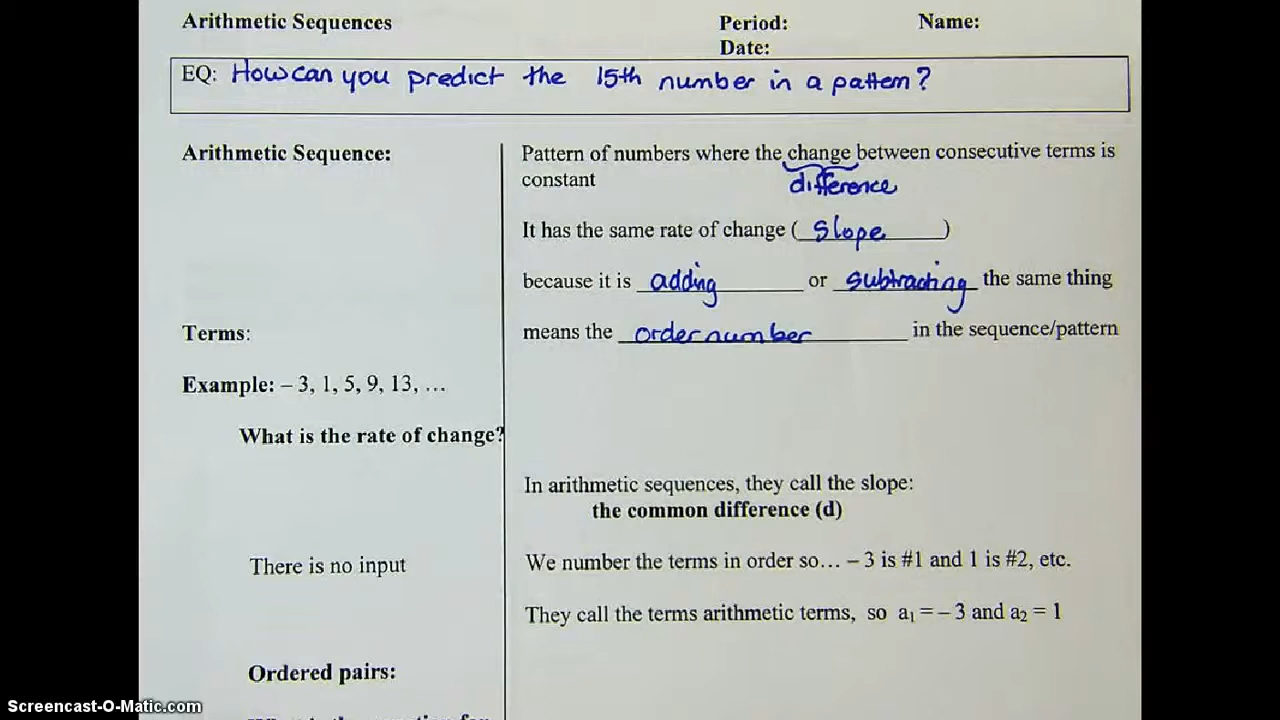 Arithmetic Sequences Period: Name:
Date:
EQ: How can you predict the 15th number in a pattern?
Arithmetic Sequence: Pattern of numbers where the change between consecutive terms is
constant difference
It has the same rate of change ( slope )
because it is adding or subtracting the same thing
Terms: means the order number in the sequence/pattern
Example: – 3, 1, 5, 9, 13, …
What is the rate of change?
In arithmetic sequences, they call the slope:
the common difference (d)
There is no input We number the terms in order so… – 3 is #1 and 1 is #2, etc.
They call the terms arithmetic terms, so a₁ = – 3 and a₂ = 1
Ordered pairs:
Screencast-O-Matic.com